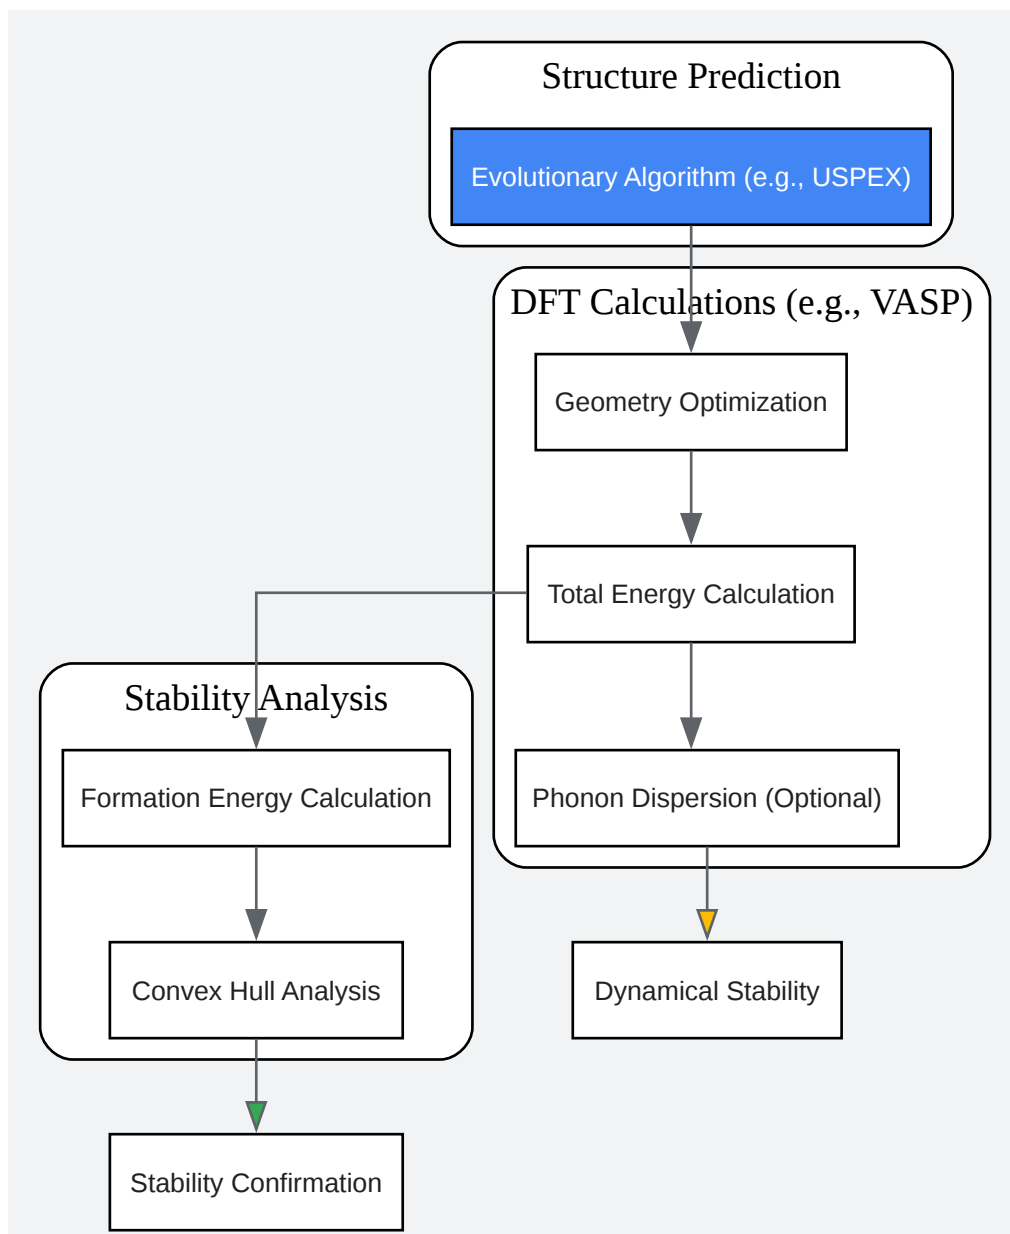 Structure Prediction
Evolutionary Algorithm (e.g., USPEX)
DFT Calculations (e.g., VASP)
Geometry Optimization
Total Energy Calculation
Stability Analysis
Formation Energy Calculation
Phonon Dispersion (Optional)
Convex Hull Analysis
Dynamical Stability
Stability Confirmation